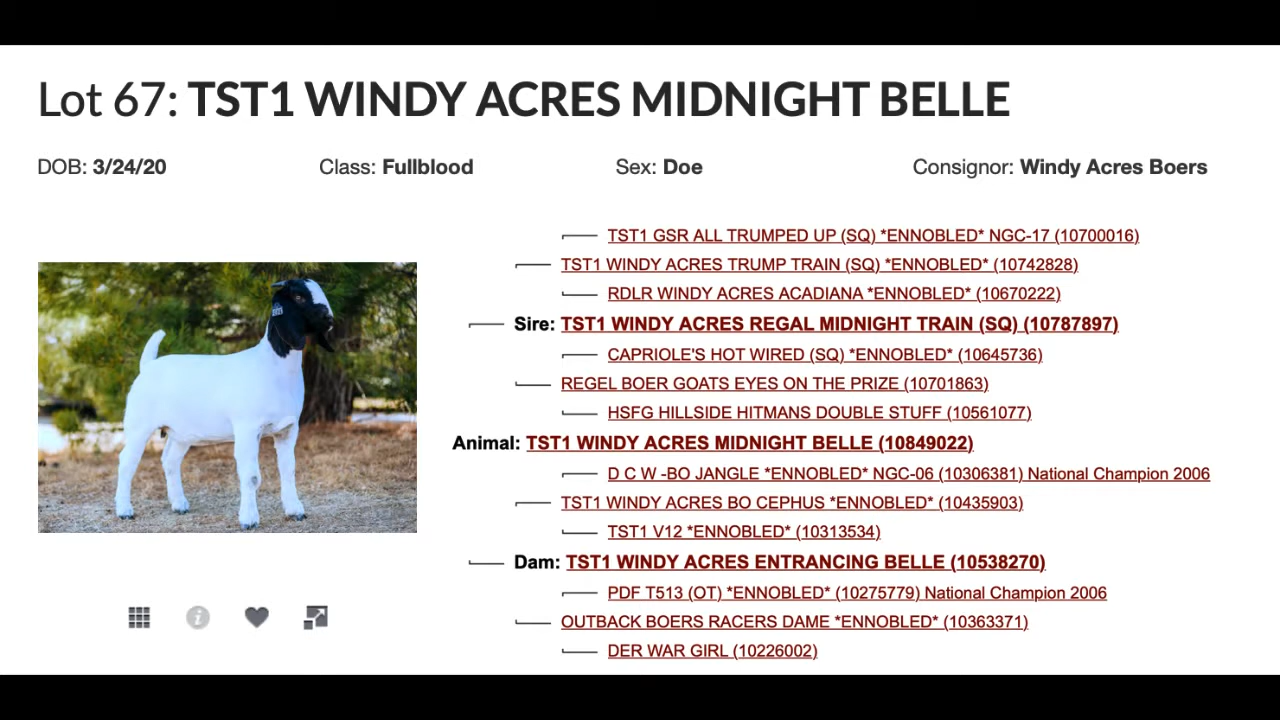 Lot 67: TST1 WINDY ACRES MIDNIGHT BELLE
DOB: 3/24/20 Class: Fullblood Sex: Doe Consignor: Windy Acres Boers
TST1 GSR ALL TRUMPED UP (SQ) *ENNOBLED* NGC-17 (10700016)
TST1 WINDY ACRES TRUMP TRAIN (SQ) *ENNOBLED* (10742828)
RDLR WINDY ACRES ACADIANA *ENNOBLED* (10670222)
Sire: TST1 WINDY ACRES REGAL MIDNIGHT TRAIN (SQ) (10787897)
CAPRIOLE'S HOT WIRED (SQ) *ENNOBLED* (10645736)
REGEL BOER GOATS EYES ON THE PRIZE (10701863)
HSFG HILLSIDE HITMANS DOUBLE STUFF (10561077)
Animal: TST1 WINDY ACRES MIDNIGHT BELLE (10849022)
D C W -BO JANGLE *ENNOBLED* NGC-06 (10306381) National Champion 2006
TST1 WINDY ACRES BO CEPHUS *ENNOBLED* (10435903)
TST1 V12 *ENNOBLED* (10313534)
Dam: TST1 WINDY ACRES ENTRANCING BELLE (10538270)
PDF T513 (OT) *ENNOBLED* (10275779) National Champion 2006
OUTBACK BOERS RACERS DAME *ENNOBLED* (10363371)
DER WAR GIRL (10226002)